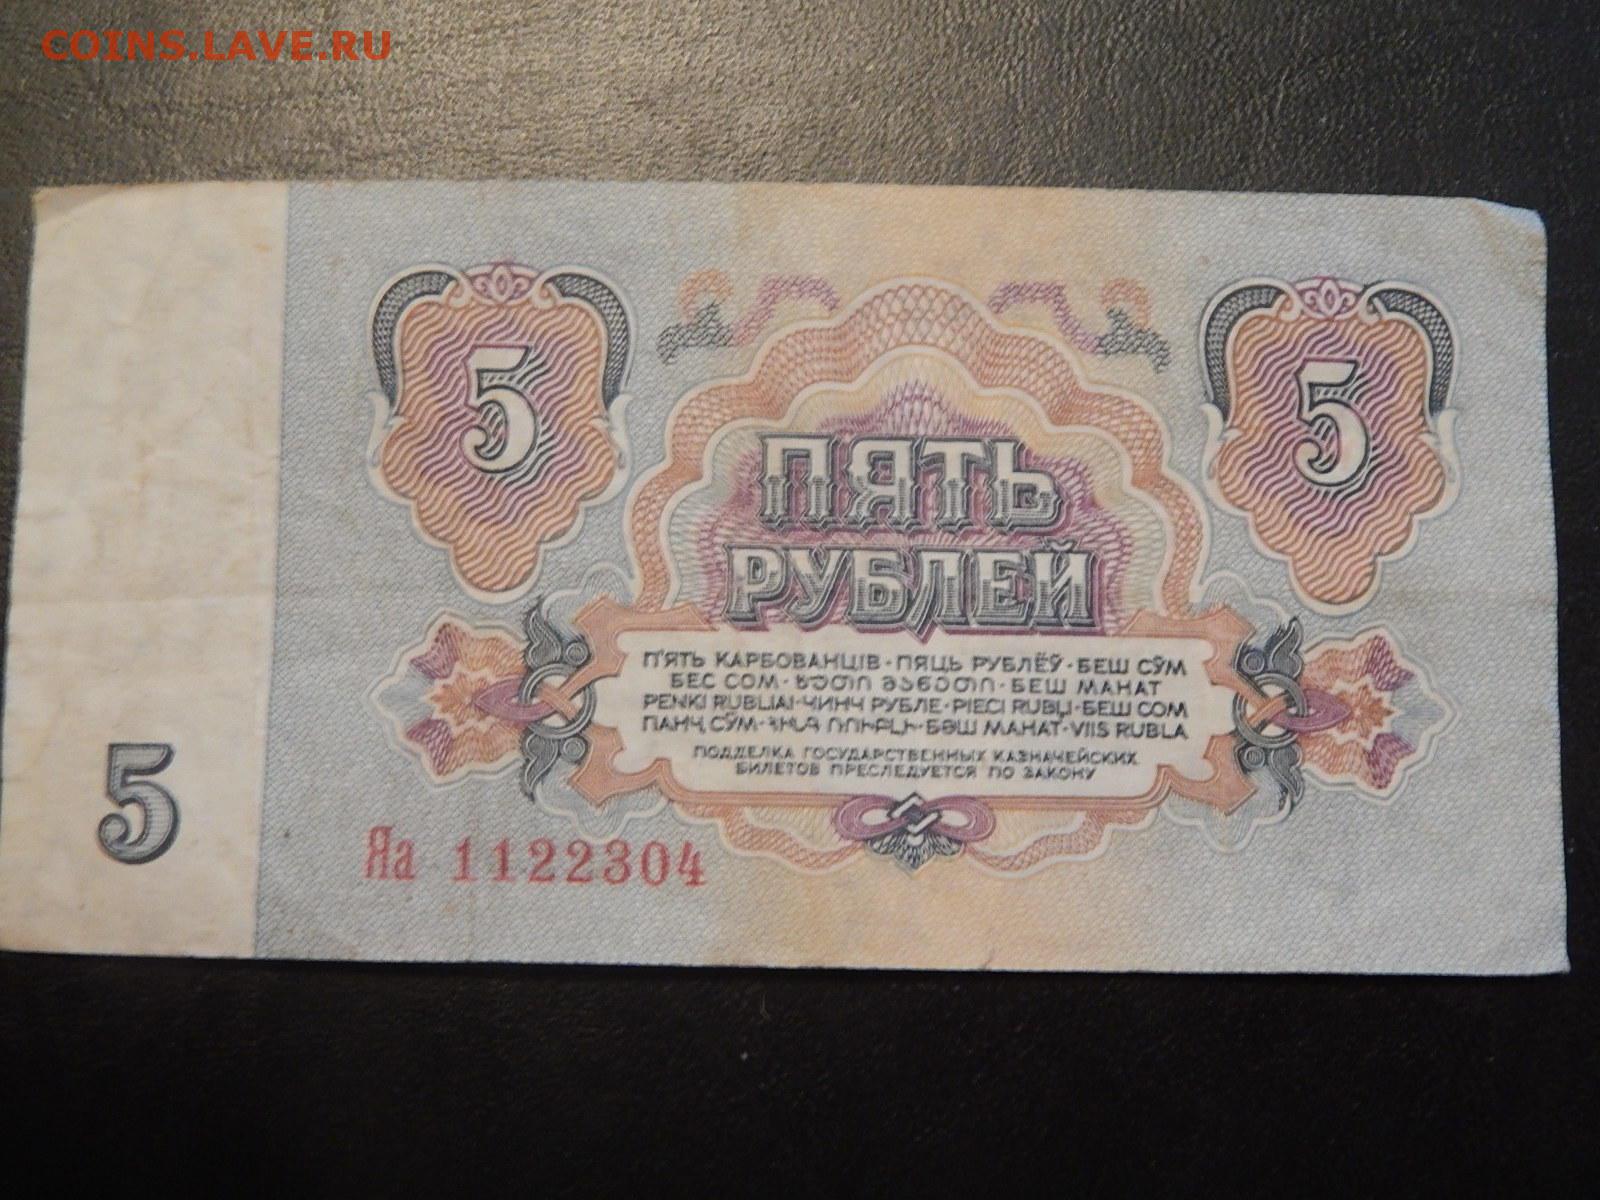 COINS.LAVE.RU
5
5
ПЯТЬ
РУБЛЕЙ
П'ЯТЬ КАРБОВАНЦІВ · ПЯЦЬ РУБЛЁЎ · БЕШ СЎМ
БЕС СОМ · ᲮᲣᲗᲘ ᲛᲐᲜᲔᲗᲘ · БЕШ МАНАТ
PENKI RUBLIAI · ЧИНЧ РУБЛЕ · PIECI RUBĻI · БЕШ СОМ
ПАНҶ СЎМ · ՀԻՆԳ ՌՈՒԲԼԻ · БӘШ МАНАТ · VIIS RUBLA
ПОДДЕЛКА ГОСУДАРСТВЕННЫХ КАЗНАЧЕЙСКИХ
БИЛЕТОВ ПРЕСЛЕДУЕТСЯ ПО ЗАКОНУ
5
Яа 1122304